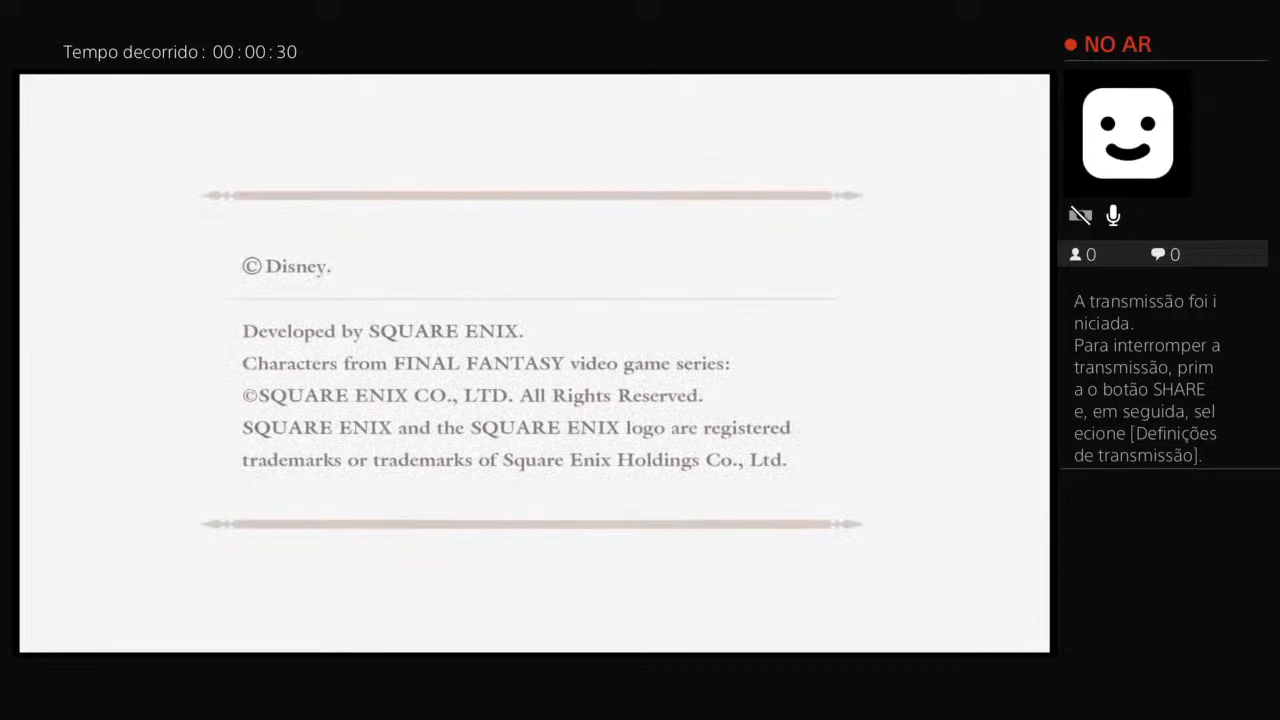 Tempo decorrido: 00:00:30
NO AR
© Disney.
Developed by SQUARE ENIX.
Characters from FINAL FANTASY video game series:
©SQUARE ENIX CO., LTD. All Rights Reserved.
SQUARE ENIX and the SQUARE ENIX logo are registered
trademarks or trademarks of Square Enix Holdings Co., Ltd.
0 0
A transmissão foi i
niciada.
Para interromper a
transmissão, prim
a o botão SHARE
e, em seguida, sel
ecione [Definições
de transmissão].